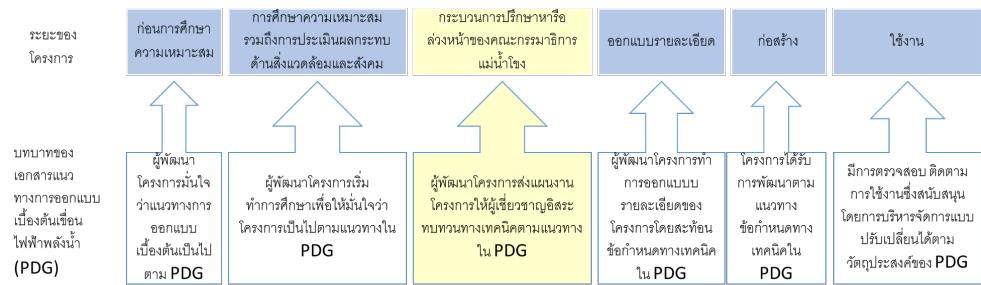 ระยะของ
โครงการ
ก่อนการศึกษา
ความเหมาะสม
การศึกษาความเหมาะสม
รวมถึงการประเมินผลกระทบ
ด้านสิ่งแวดล้อมและสังคม
กระบวนการปรึกษาหารือ
ล่วงหน้าของคณะกรรมาธิการ
แม่น้ำโขง
ออกแบบรายละเอียด
ก่อสร้าง
ใช้งาน
บทบาทของ
เอกสารแนว
ทางการออกแบบ
เบื้องต้นเขื่อน
ไฟฟ้าพลังน้ำ
(PDG)
ผู้พัฒนา
โครงการมั่นใจ
ว่าแนวทางการ
ออกแบบ
เบื้องต้นเป็นไป
ตาม PDG
ผู้พัฒนาโครงการเริ่ม
ทำการศึกษาเพื่อให้มั่นใจว่า
โครงการเป็นไปตามแนวทางใน
PDG
ผู้พัฒนาโครงการส่งแผนงาน
โครงการให้ผู้เชี่ยวชาญอิสระ
ทบทวนทางเทคนิคตามแนวทาง
ใน PDG
ผู้พัฒนาโครงการทำ
การออกแบบบ
รายละเอียดของ
โครงการโดยสะท้อน
ข้อกำหนดทางเทคนิค
ใน PDG
โครงการได้รับ
การพัฒนาตาม
แนวทาง
ข้อกำหนดทาง
เทคนิคใน
PDG
มีการตรวจสอบ ติดตาม
การใช้งานซึ่งสนับสนุน
โดยการบริหารจัดการแบบ
ปรับเปลี่ยนได้ตาม
วัตถุประสงค์ของ PDG